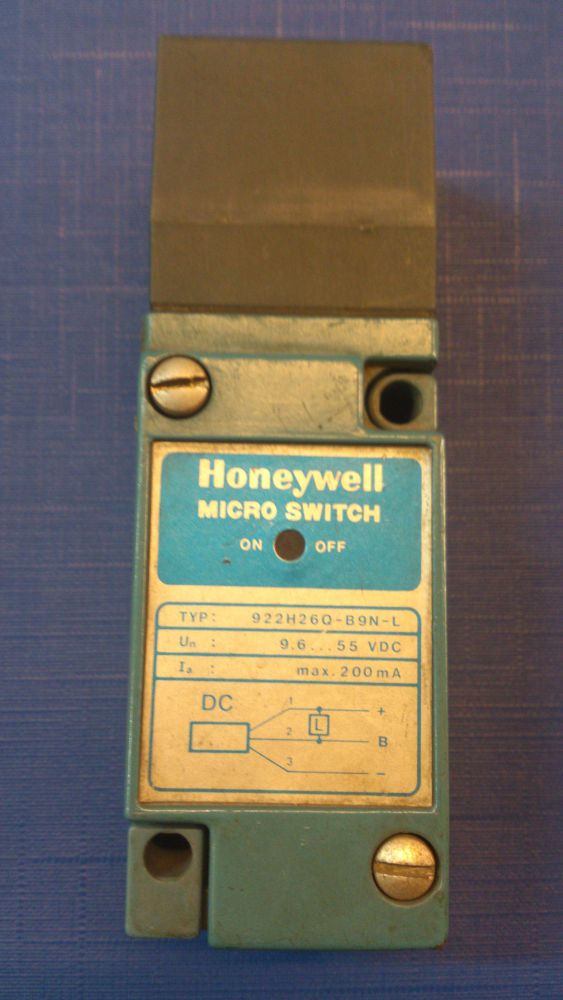 Honeywell
MICRO SWITCH
ON OFF
TYP: 922H26Q-B9N-L
Un : 9.6...55 VDC
Ia : max.200mA
DC
1 +
L
2 B
3 −